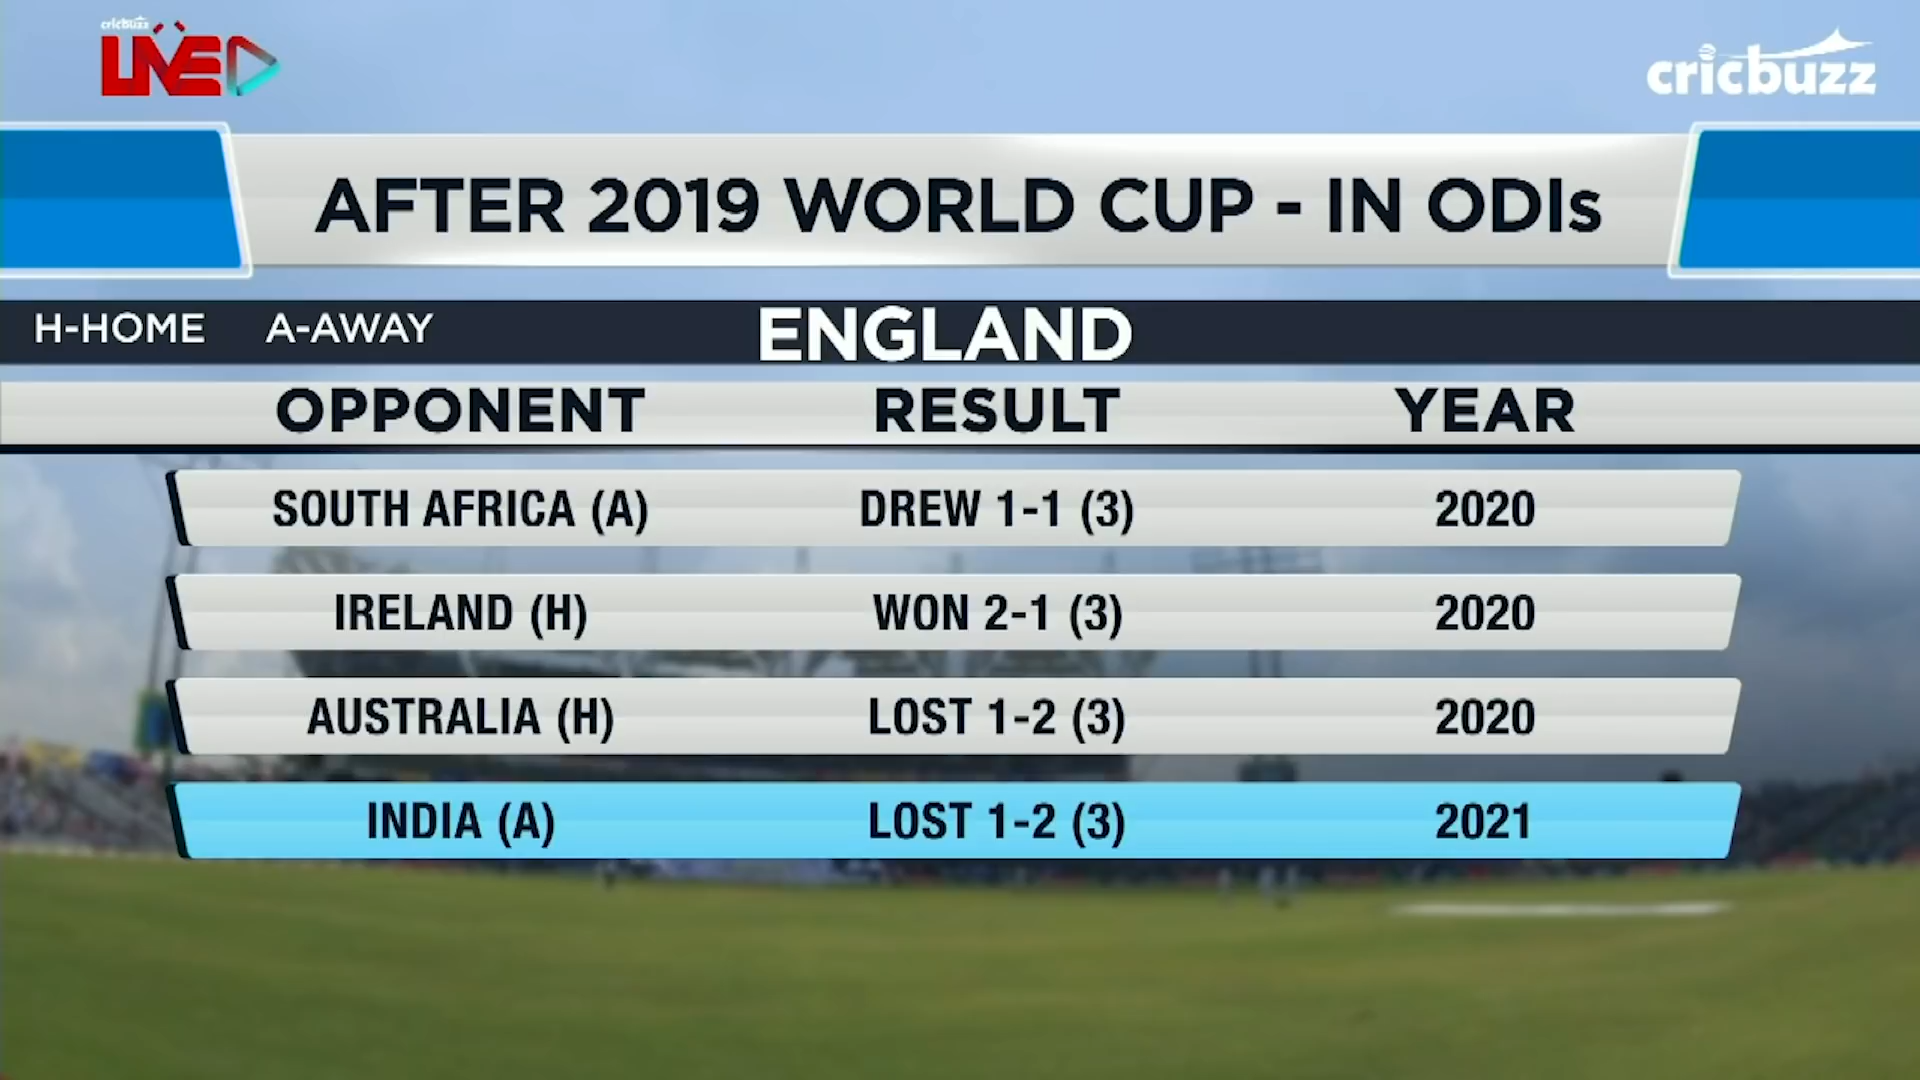 cricbuzz
LIVE
cricbuzz
AFTER 2019 WORLD CUP - IN ODIs
H-HOME A-AWAY ENGLAND
OPPONENT RESULT YEAR
SOUTH AFRICA (A) DREW 1-1 (3) 2020
IRELAND (H) WON 2-1 (3) 2020
AUSTRALIA (H) LOST 1-2 (3) 2020
INDIA (A) LOST 1-2 (3) 2021